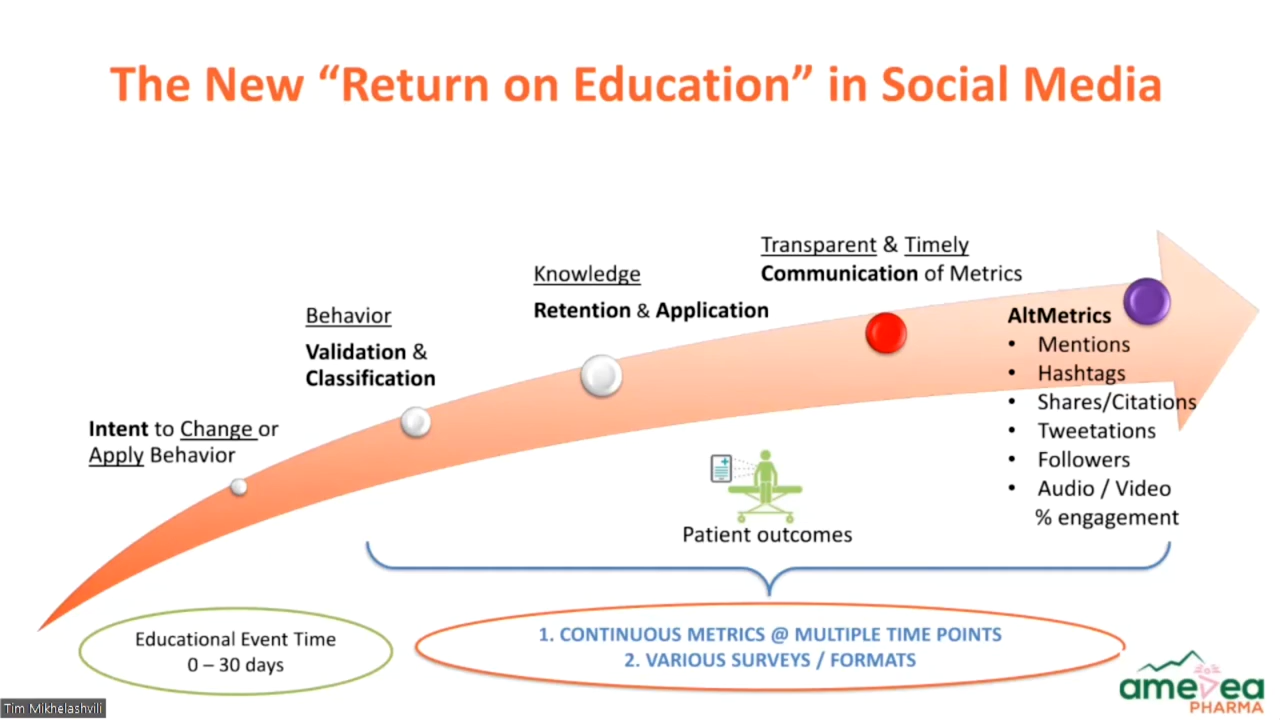 The New “Return on Education” in Social Media
Transparent & Timely
Communication of Metrics
Knowledge
Retention & Application
Behavior
Validation &
Classification
Intent to Change or
Apply Behavior
AltMetrics
• Mentions
• Hashtags
• Shares/Citations
• Tweetations
• Followers
• Audio / Video
% engagement
Patient outcomes
Educational Event Time
0 – 30 days
1. CONTINUOUS METRICS @ MULTIPLE TIME POINTS
2. VARIOUS SURVEYS / FORMATS
amedea
PHARMA
Tim Mikhelashvili